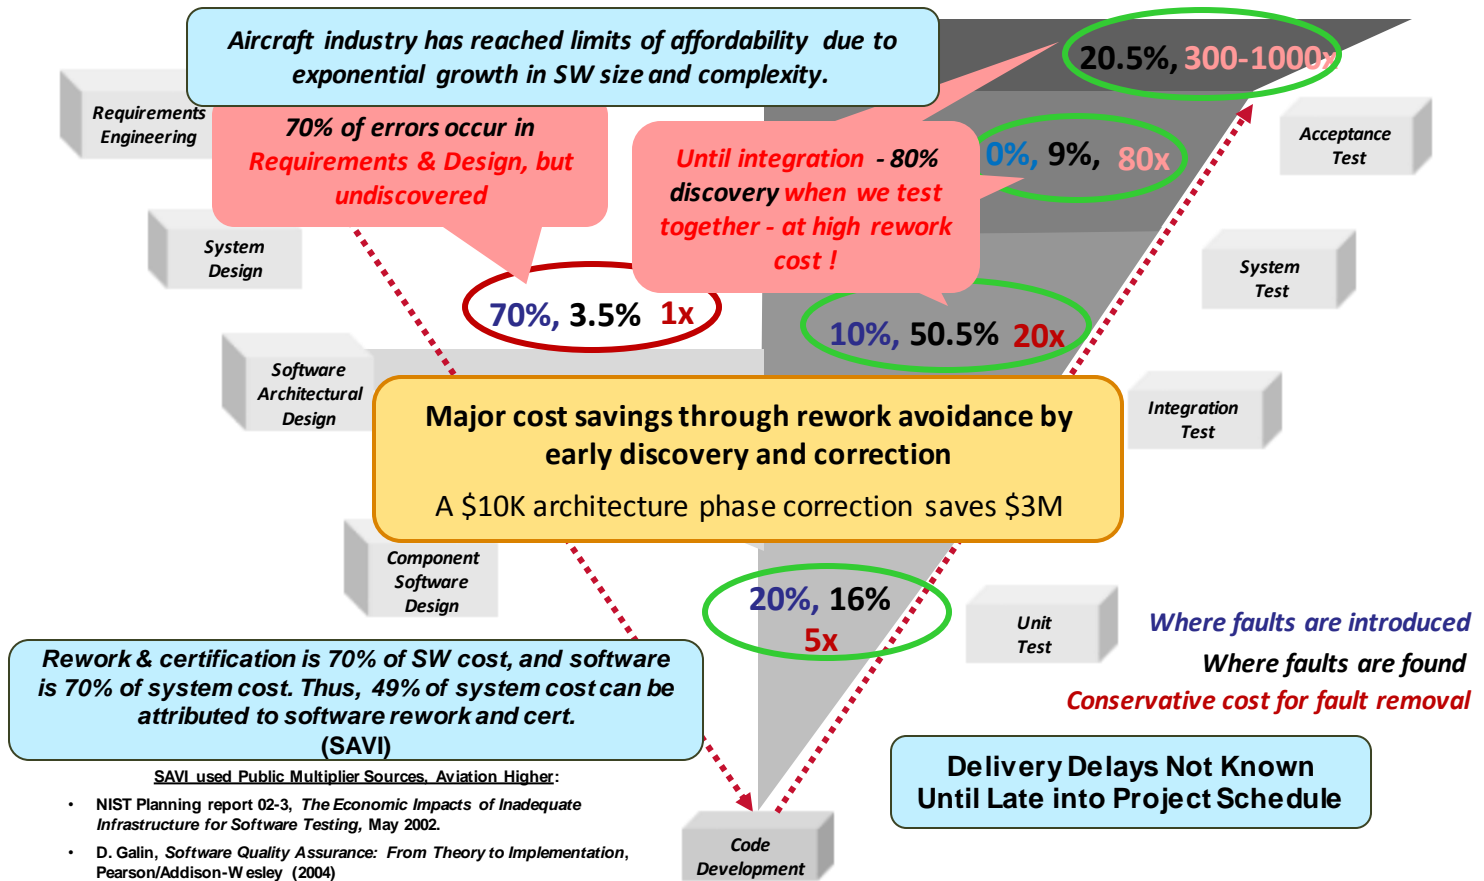 Aircraft industry has reached limits of affordability due to
exponential growth in SW size and complexity.
20.5%, 300-1000x
Requirements
Engineering
70% of errors occur in
Requirements & Design, but
undiscovered
Until integration - 80%
discovery when we test
together - at high rework
cost !
0%, 9%, 80x
Acceptance
Test
System
Design
System
Test
70%, 3.5% 1x
10%, 50.5% 20x
Software
Architectural
Design
Integration
Test
Major cost savings through rework avoidance by
early discovery and correction
A $10K architecture phase correction saves $3M
Component
Software
Design
20%, 16%
5x
Unit
Test
Where faults are introduced
Where faults are found
Conservative cost for fault removal
Rework & certification is 70% of SW cost, and software
is 70% of system cost. Thus, 49% of system cost can be
attributed to software rework and cert.
(SAVI)
Delivery Delays Not Known
Until Late into Project Schedule
SAVI used Public Multiplier Sources, Aviation Higher:
• NIST Planning report 02-3, The Economic Impacts of Inadequate
Infrastructure for Software Testing, May 2002.
• D. Galin, Software Quality Assurance: From Theory to Implementation,
Pearson/Addison-Wesley (2004)
Code
Development